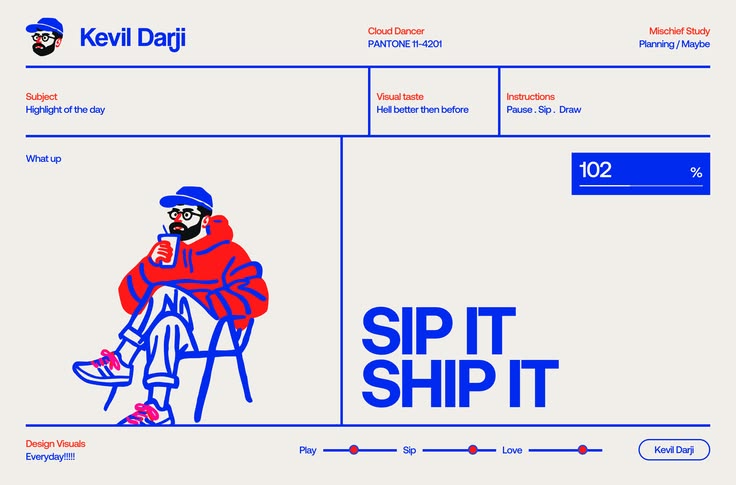 Kevil Darji
Cloud Dancer
PANTONE 11-4201
Mischief Study
Planning / Maybe
Subject
Highlight of the day
Visual taste
Hell better then before
Instructions
Pause . Sip . Draw
What up
102 %
SIP IT
SHIP IT
Design Visuals
Everyday!!!!!
Play Sip Love
Kevil Darji